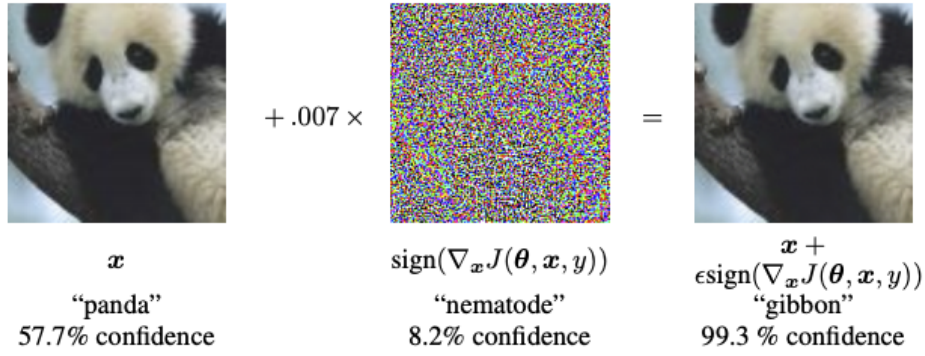 + .007 ×
=
x
sign(∇ₓJ(θ, x, y))
x +
ϵsign(∇ₓJ(θ, x, y))
“panda”
“nematode”
“gibbon”
57.7% confidence
8.2% confidence
99.3 % confidence